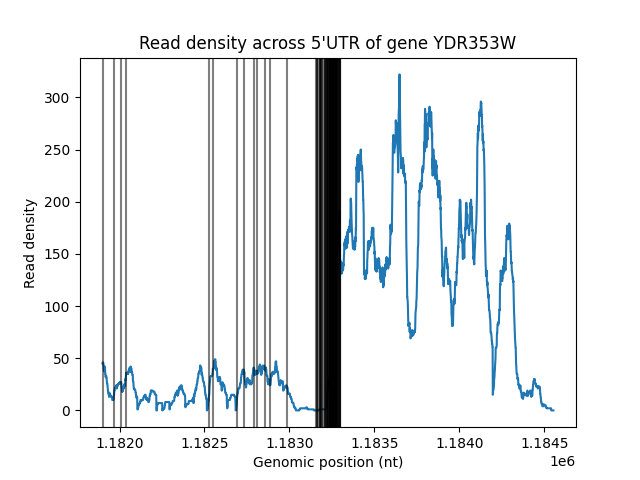 Read density across 5'UTR of gene YDR353W
Read density
300
250
200
150
100
50
0
1.1820 1.1825 1.1830 1.1835 1.1840 1.1845
1e6
Genomic position (nt)